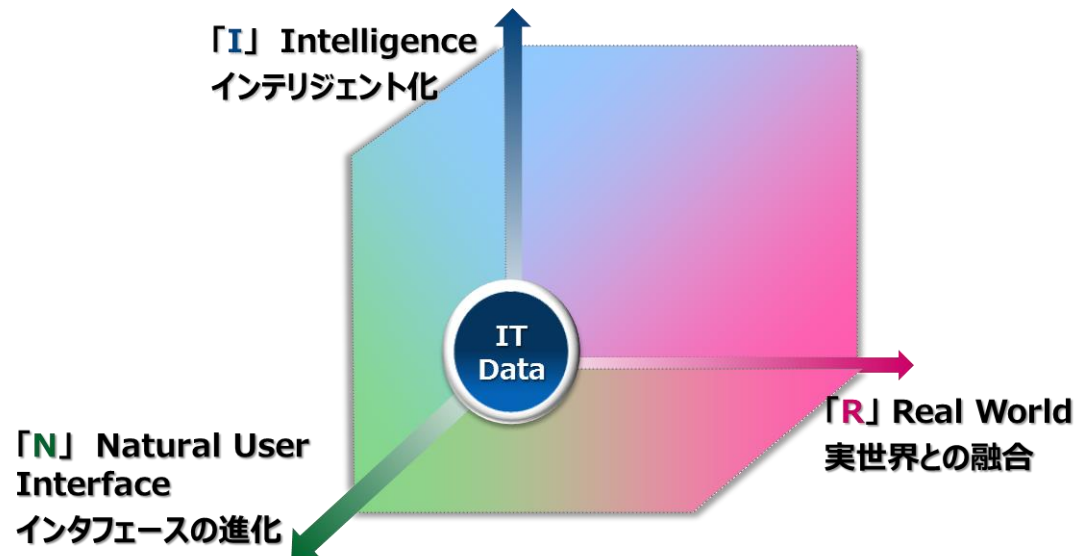 「I」 Intelligence
インテリジェント化
IT
Data
「R」 Real World
実世界との融合
「N」 Natural User
Interface
インタフェースの進化